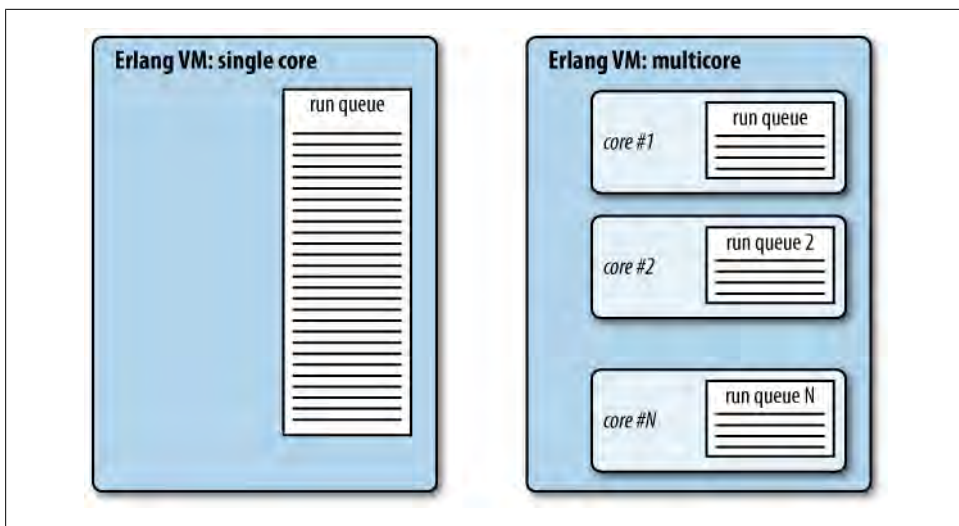 Erlang VM: single core
run queue
Erlang VM: multicore
core #1
run queue
core #2
run queue 2
core #N
run queue N